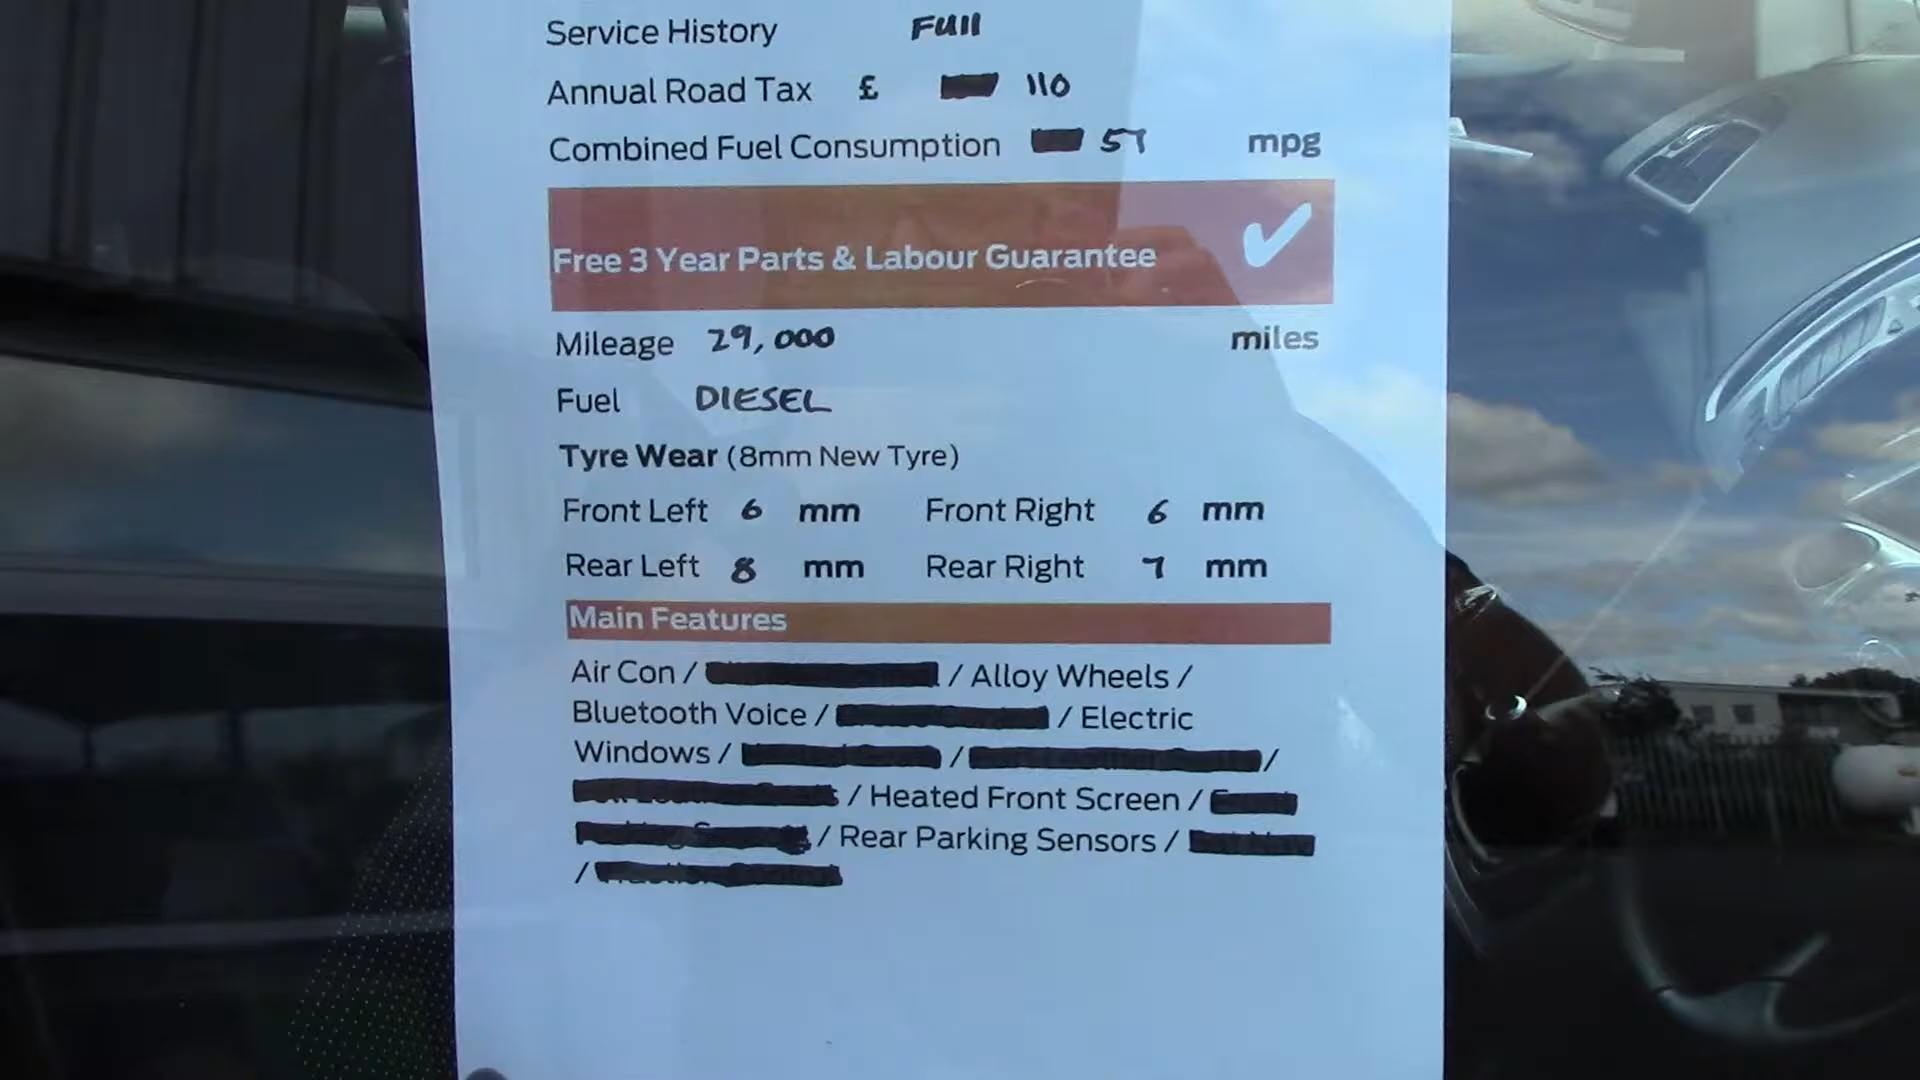 Service History Full
Annual Road Tax £ 110
Combined Fuel Consumption 57 mpg
Free 3 Year Parts & Labour Guarantee ✓
Mileage 29,000 miles
Fuel DIESEL
Tyre Wear (8mm New Tyre)
Front Left 6 mm Front Right 6 mm
Rear Left 8 mm Rear Right 7 mm
Main Features
Air Con / / Alloy Wheels /
Bluetooth Voice / / Electric
Windows / / /
/ Heated Front Screen /
/ Rear Parking Sensors /
/